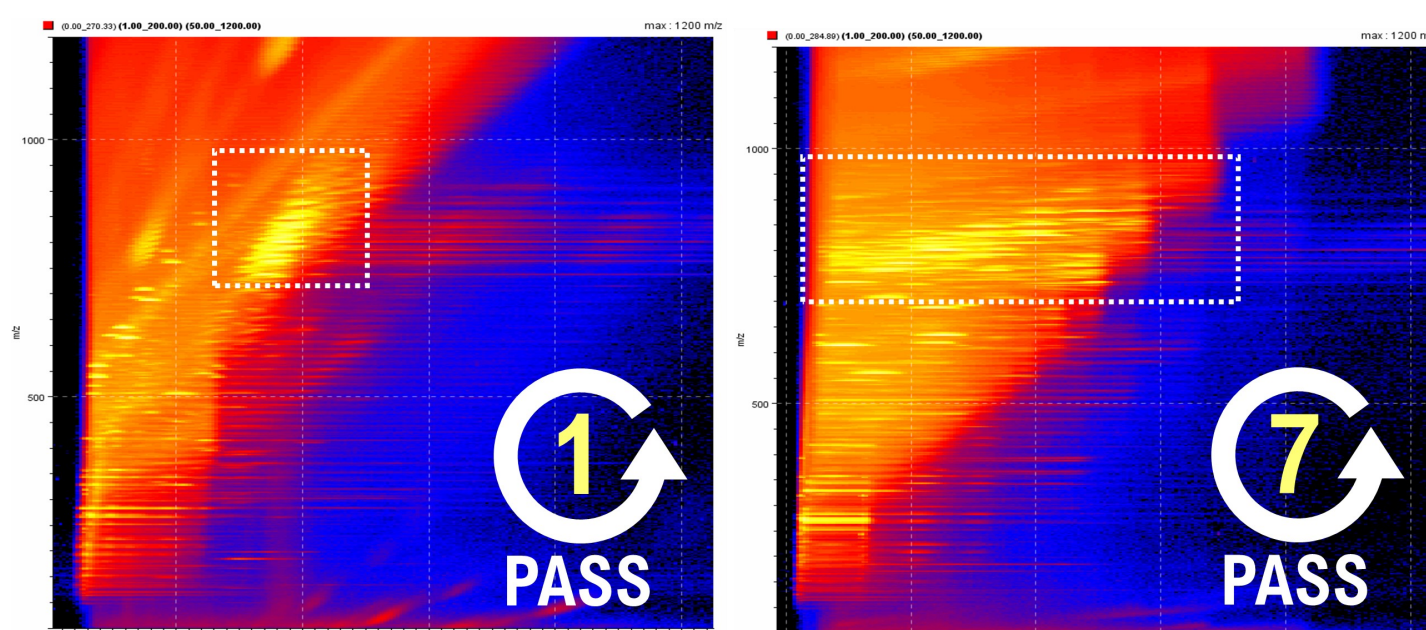 (0.00_270.33) (1.00_200.00) (50.00_1200.00)
max : 1200 m/z
1000
m/z
500
1
PASS
(0.00_284.89) (1.00_200.00) (50.00_1200.00)
max : 1200 m
1000
m/z
500
7
PASS